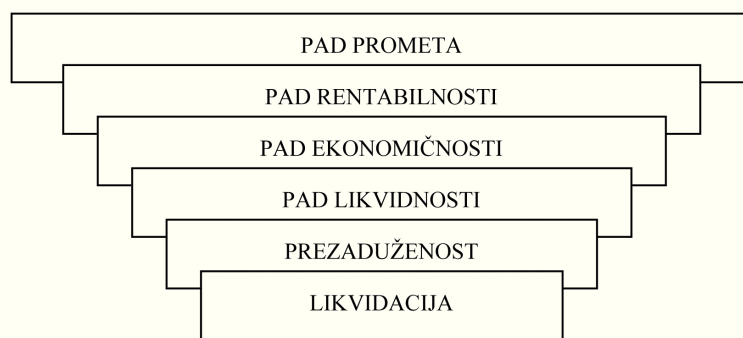 PAD PROMETA
PAD RENTABILNOSTI
PAD EKONOMIČNOSTI
PAD LIKVIDNOSTI
PREZADUŽENOST
LIKVIDACIJA